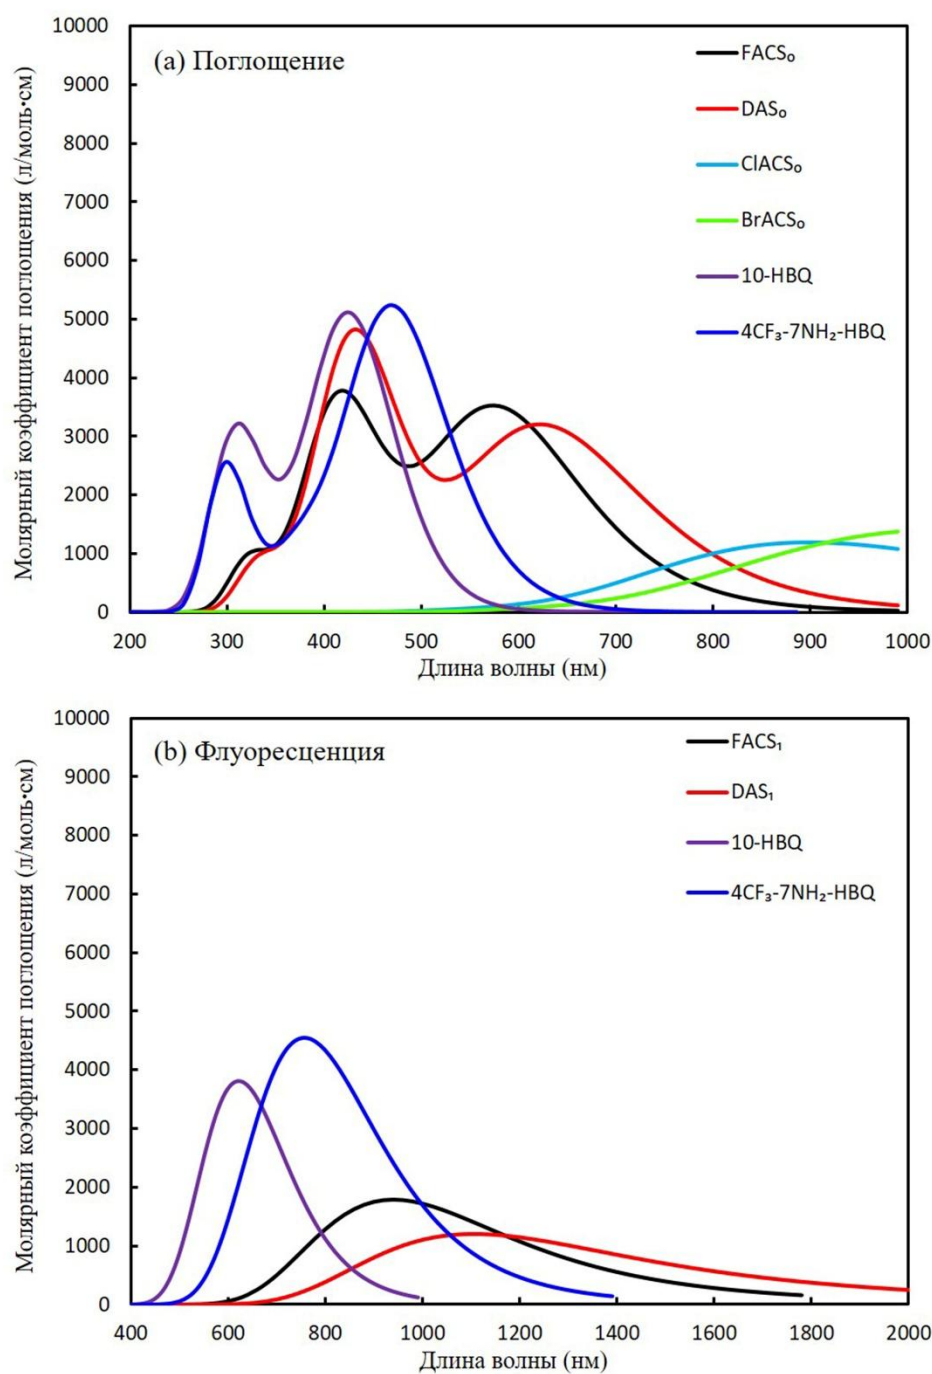 (a) Поглощение
Молярный коэффициент поглощения (л/моль·см)
10000
9000
8000
7000
6000
5000
4000
3000
2000
1000
0
FACS₀
DAS₀
ClACS₀
BrACS₀
10-HBQ
4CF₃-7NH₂-HBQ
200 300 400 500 600 700 800 900 1000
Длина волны (нм)
(b) Флуоресценция
Молярный коэффициент поглощения (л/моль·см)
10000
9000
8000
7000
6000
5000
4000
3000
2000
1000
0
FACS₁
DAS₁
10-HBQ
4CF₃-7NH₂-HBQ
400 600 800 1000 1200 1400 1600 1800 2000
Длина волны (нм)